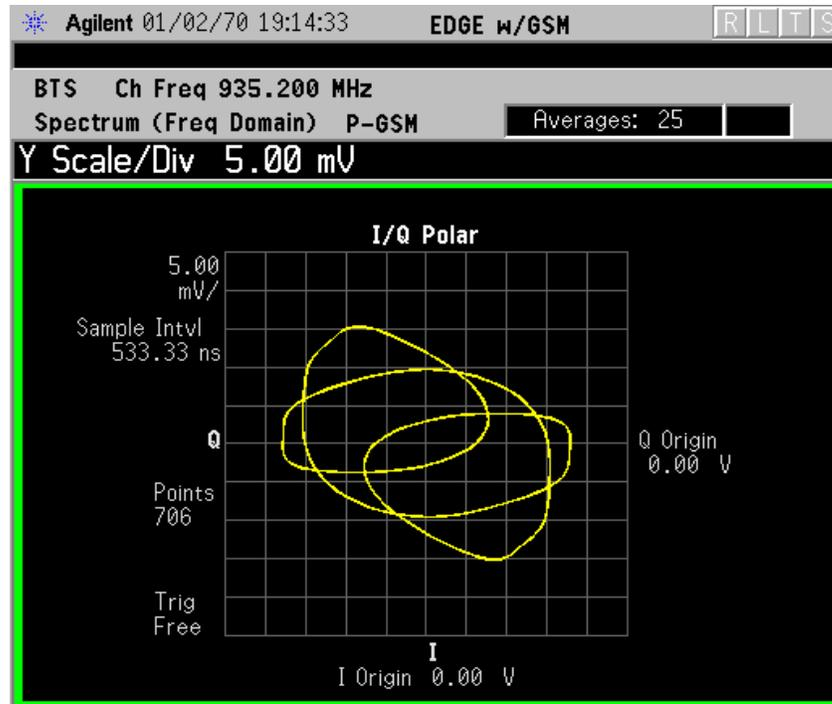 Agilent 01/02/70 19:14:33 EDGE w/GSM R L T S
BTS Ch Freq 935.200 MHz
Spectrum (Freq Domain) P-GSM Averages: 25
Y Scale/Div 5.00 mV
I/Q Polar
5.00
mV/
Sample Intvl
533.33 ns
Q
Q Origin
0.00 V
Points
706
Trig
Free
I
I Origin 0.00 V